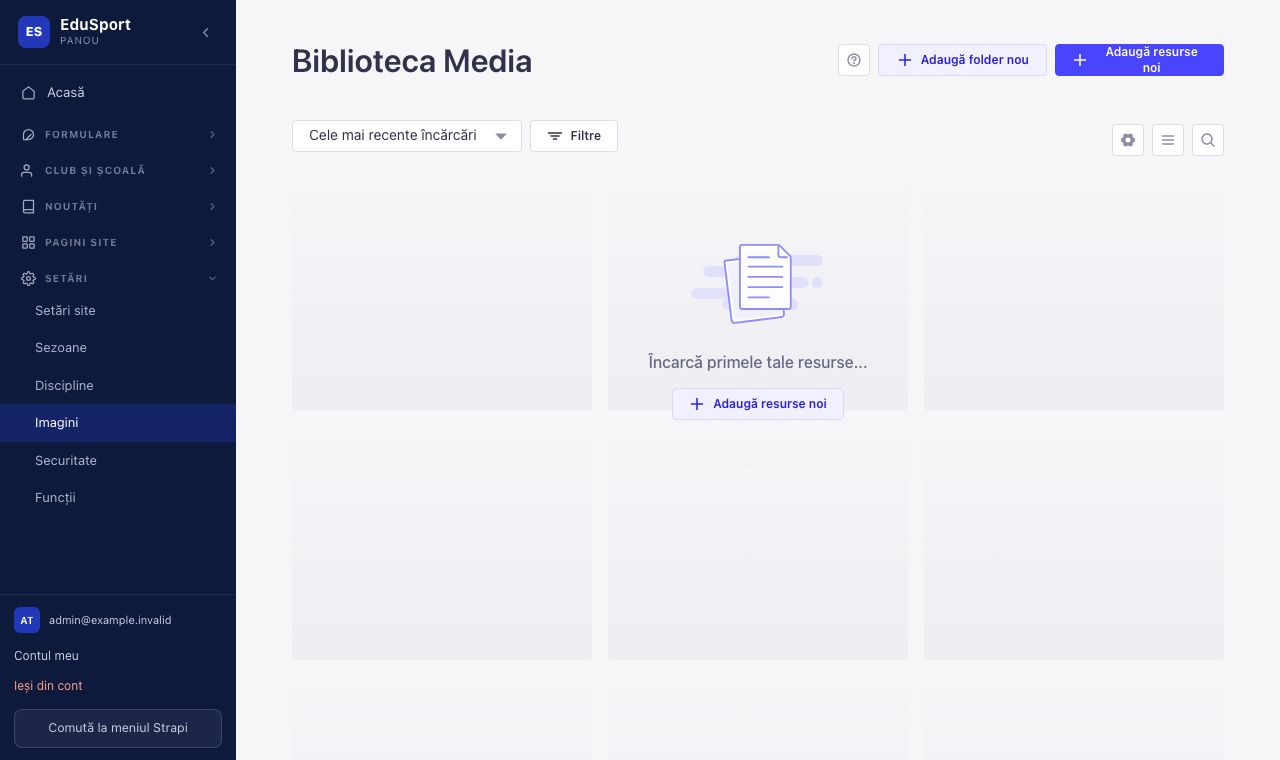 ES
EduSport
PANOU
Acasă
FORMULARE
CLUB ȘI ȘCOALĂ
NOUTĂȚI
PAGINI SITE
SETĂRI
Setări site
Sezoane
Discipline
Imagini
Securitate
Funcții
AT
admin@example.invalid
Contul meu
Ieși din cont
Comută la meniul Strapi
Biblioteca Media
Adaugă folder nou
Adaugă resurse
noi
Cele mai recente încărcări
Filtre
Încarcă primele tale resurse...
Adaugă resurse noi